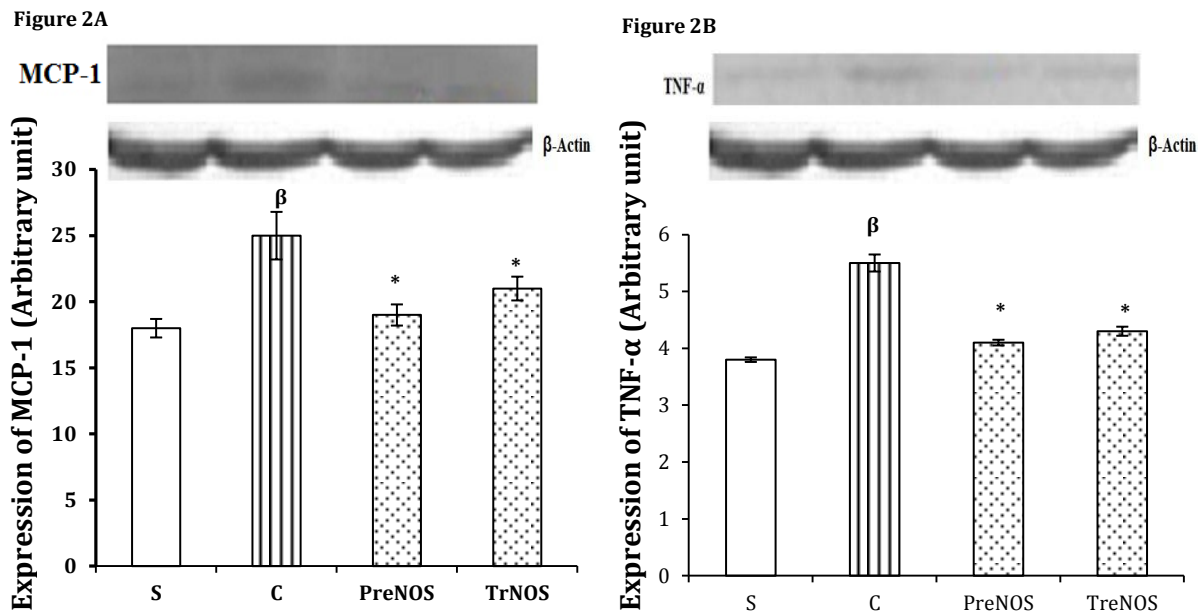 Figure 2A
MCP-1
β-Actin
Expression of MCP-1 (Arbitrary unit)
30
25
20
15
10
5
0
β
*
*
S C PreNOS TrNOS
Figure 2B
TNF-α
β-Actin
Expression of TNF-α (Arbitrary unit)
6
5
4
3
2
1
0
β
*
*
S C PreNOS TreNOS